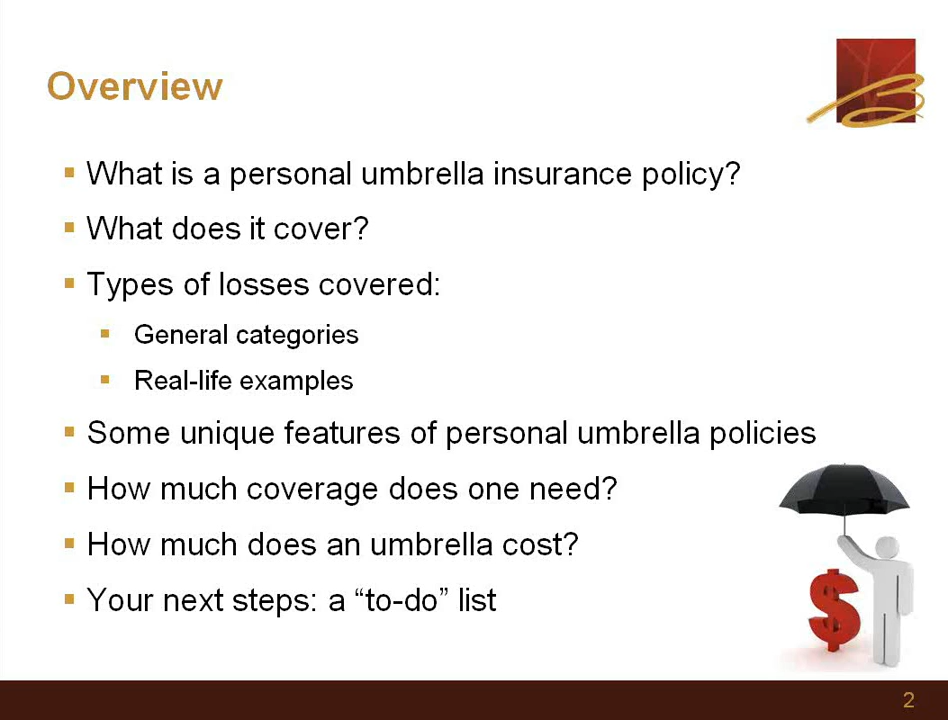 Overview
What is a personal umbrella insurance policy?
What does it cover?
Types of losses covered:
General categories
Real-life examples
Some unique features of personal umbrella policies
How much coverage does one need?
How much does an umbrella cost?
Your next steps: a “to-do” list
$
2